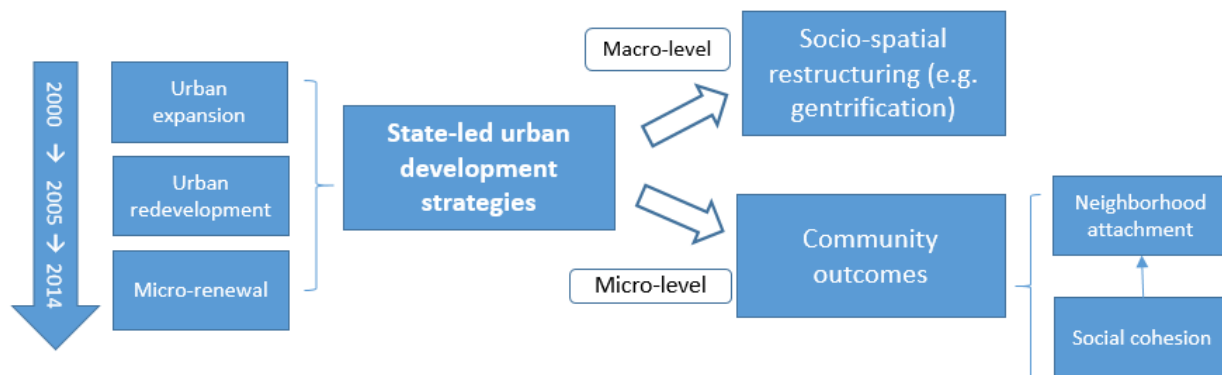 2000 → 2005 → 2014
Urban
expansion
Urban
redevelopment
Micro-renewal
State-led urban
development
strategies
Macro-level
Socio-spatial
restructuring (e.g.
gentrification)
Micro-level
Community
outcomes
Neighborhood
attachment
Social cohesion